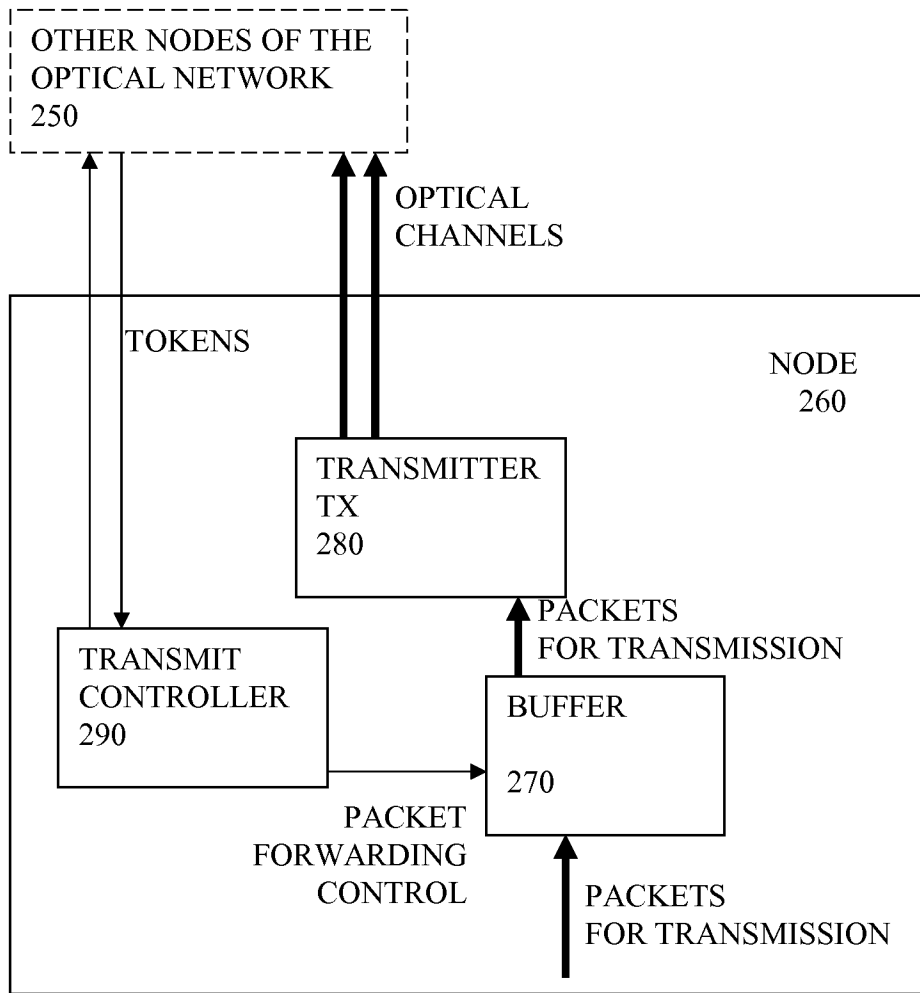 OTHER NODES OF THE
OPTICAL NETWORK
250
OPTICAL
CHANNELS
TOKENS
NODE
260
TRANSMITTER
TX
280
PACKETS
FOR TRANSMISSION
TRANSMIT
CONTROLLER
290
BUFFER
270
PACKET
FORWARDING
CONTROL
PACKETS
FOR TRANSMISSION